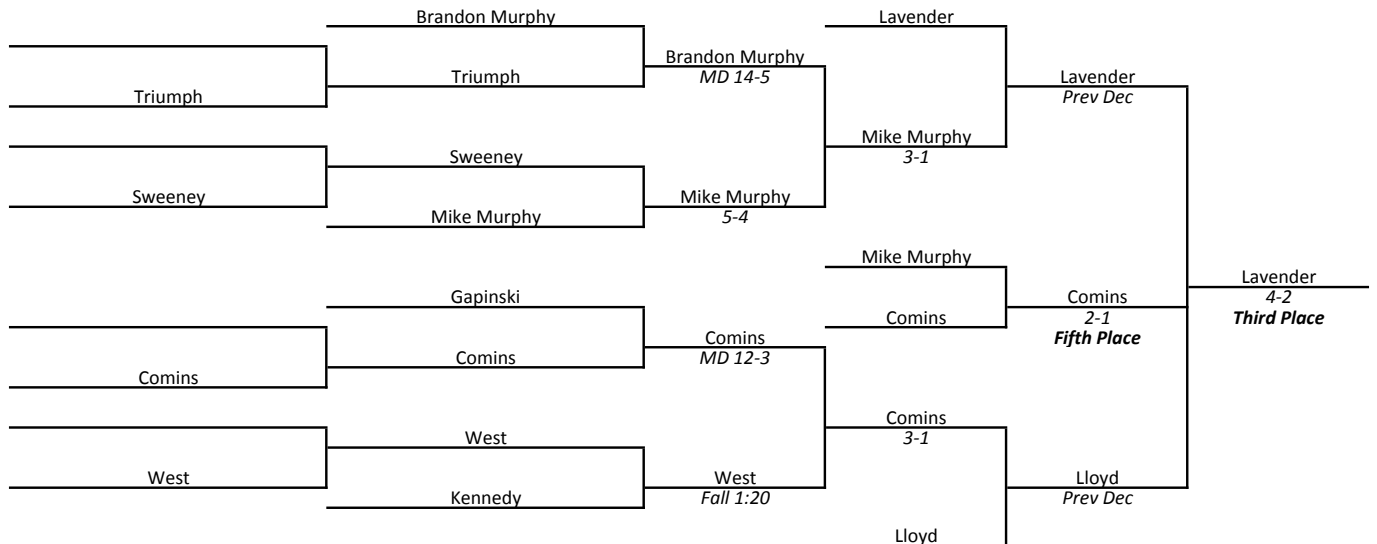 Brandon Murphy
Lavender
Brandon Murphy
MD 14-5
Triumph
Lavender
Prev Dec
Triumph
Mike Murphy
3-1
Sweeney
Sweeney
Mike Murphy
5-4
Mike Murphy
Mike Murphy
Lavender
4-2
Third Place
Gapinski
Comins
2-1
Fifth Place
Comins
Comins
MD 12-3
Comins
Comins
Comins
3-1
West
West
West
Fall 1:20
Lloyd
Prev Dec
Kennedy
Lloyd